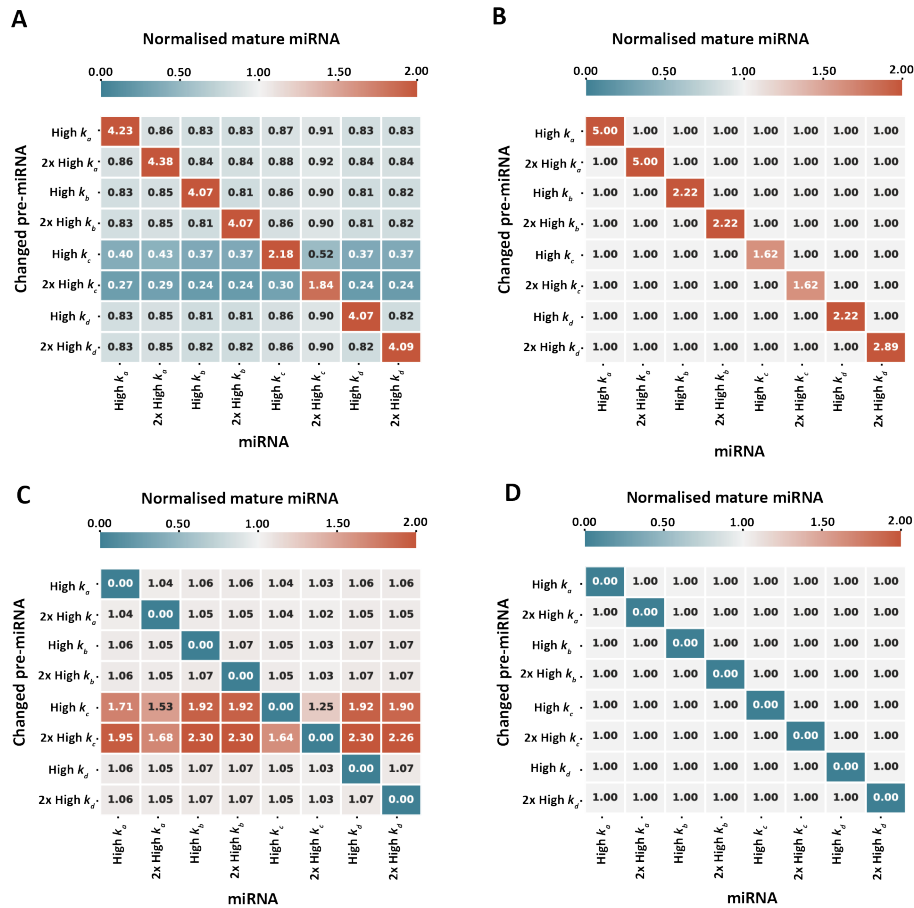 A
Normalised mature miRNA
0.00 0.50 1.00 1.50 2.00
Changed pre-miRNA
High ka 4.23 0.86 0.83 0.83 0.87 0.91 0.83 0.83
2x High ka 0.86 4.38 0.84 0.84 0.88 0.92 0.84 0.84
High kb 0.83 0.85 4.07 0.81 0.86 0.90 0.81 0.82
2x High kb 0.83 0.85 0.81 4.07 0.86 0.90 0.81 0.82
High kc 0.40 0.43 0.37 0.37 2.18 0.52 0.37 0.37
2x High kc 0.27 0.29 0.24 0.24 0.30 1.84 0.24 0.24
High kd 0.83 0.85 0.81 0.81 0.86 0.90 4.07 0.82
2x High kd 0.83 0.85 0.82 0.82 0.86 0.90 0.82 4.09
High ka 2x High ka High kb 2x High kb High kc 2x High kc High kd 2x High kd
miRNA
B
Normalised mature miRNA
0.00 0.50 1.00 1.50 2.00
Changed pre-miRNA
High ka 5.00 1.00 1.00 1.00 1.00 1.00 1.00 1.00
2x High ka 1.00 5.00 1.00 1.00 1.00 1.00 1.00 1.00
High kb 1.00 1.00 2.22 1.00 1.00 1.00 1.00 1.00
2x High kb 1.00 1.00 1.00 2.22 1.00 1.00 1.00 1.00
High kc 1.00 1.00 1.00 1.00 1.62 1.00 1.00 1.00
2x High kc 1.00 1.00 1.00 1.00 1.00 1.62 1.00 1.00
High kd 1.00 1.00 1.00 1.00 1.00 1.00 2.22 1.00
2x High kd 1.00 1.00 1.00 1.00 1.00 1.00 1.00 2.89
High ka 2x High ka High kb 2x High kb High kc 2x High kc High kd 2x High kd
miRNA
C
Normalised mature miRNA
0.00 0.50 1.00 1.50 2.00
Changed pre-miRNA
High ka 0.00 1.04 1.06 1.06 1.04 1.03 1.06 1.06
2x High ka 1.04 0.00 1.05 1.05 1.04 1.02 1.05 1.05
High kb 1.06 1.05 0.00 1.07 1.05 1.03 1.07 1.07
2x High kb 1.06 1.05 1.07 0.00 1.05 1.03 1.07 1.07
High kc 1.71 1.53 1.92 1.92 0.00 1.25 1.92 1.90
2x High kc 1.95 1.68 2.30 2.30 1.64 0.00 2.30 2.26
High kd 1.06 1.05 1.07 1.07 1.05 1.03 0.00 1.07
2x High kd 1.06 1.05 1.07 1.07 1.05 1.03 1.07 0.00
High ka 2x High ka High kb 2x High kb High kc 2x High kc High kd 2x High kd
miRNA
D
Normalised mature miRNA
0.00 0.50 1.00 1.50 2.00
Changed pre-miRNA
High ka 0.00 1.00 1.00 1.00 1.00 1.00 1.00 1.00
2x High ka 1.00 0.00 1.00 1.00 1.00 1.00 1.00 1.00
High kb 1.00 1.00 0.00 1.00 1.00 1.00 1.00 1.00
2x High kb 1.00 1.00 1.00 0.00 1.00 1.00 1.00 1.00
High kc 1.00 1.00 1.00 1.00 0.00 1.00 1.00 1.00
2x High kc 1.00 1.00 1.00 1.00 1.00 0.00 1.00 1.00
High kd 1.00 1.00 1.00 1.00 1.00 1.00 0.00 1.00
2x High kd 1.00 1.00 1.00 1.00 1.00 1.00 1.00 0.00
High ka 2x High ka High kb 2x High kb High kc 2x High kc High kd 2x High kd
miRNA